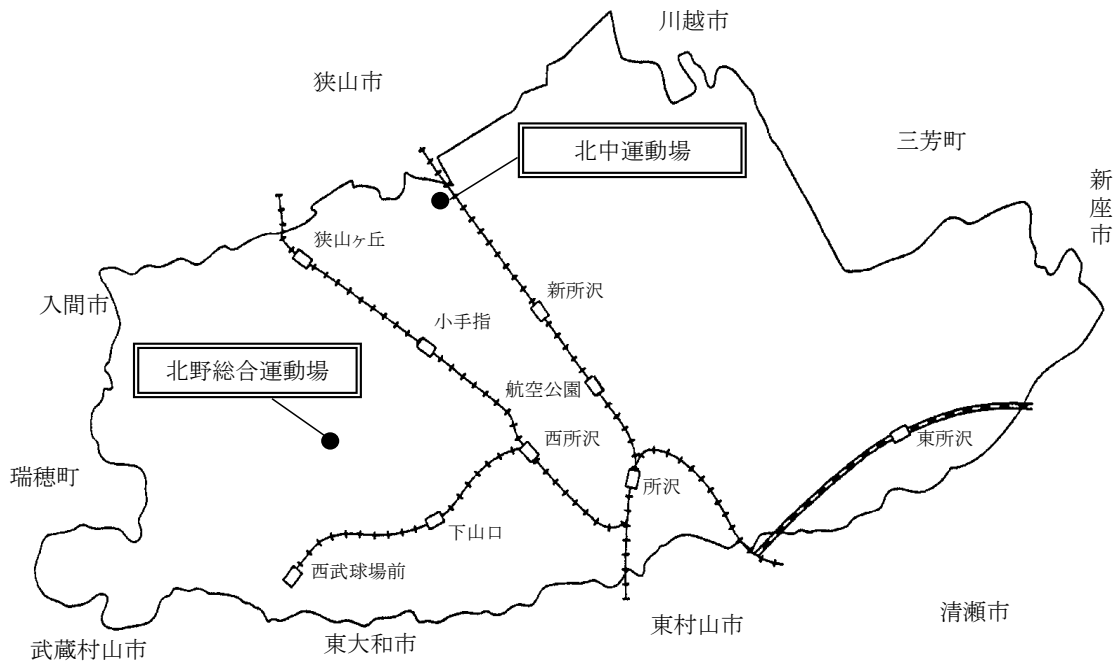 川越市
狭山市
北中運動場
三芳町
新座市
狭山ヶ丘
新所沢
入間市
小手指
北野総合運動場
航空公園
西所沢
東所沢
瑞穂町
所沢
下山口
西武球場前
清瀬市
東村山市
東大和市
武蔵村山市